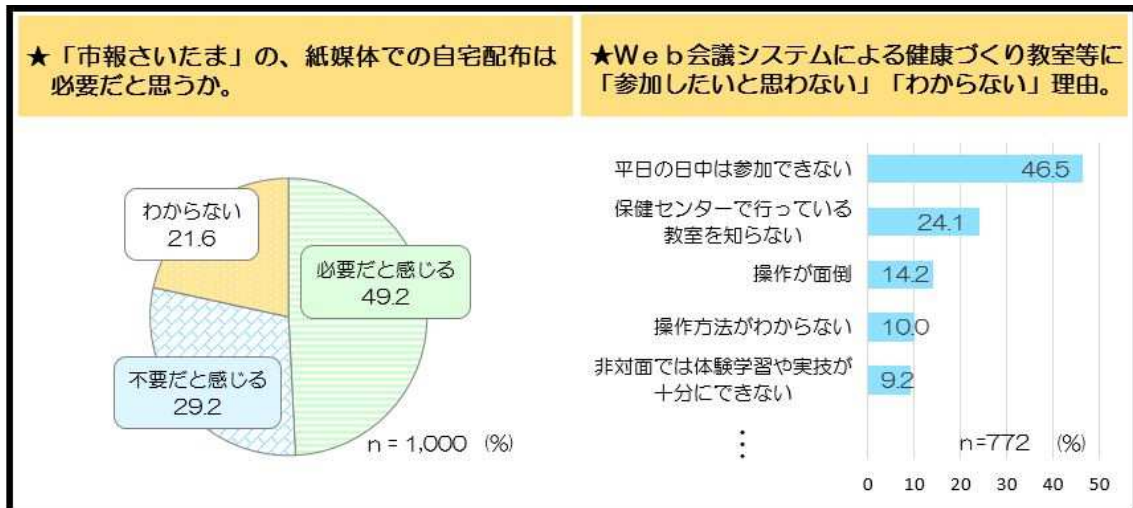 ★「市報さいたま」の、紙媒体での自宅配布は
必要だと思うか。
わからない
21.6
必要だと感じる
49.2
不要だと感じる
29.2
n = 1,000 (%)
★Web会議システムによる健康づくり教室等に
「参加したいと思わない」「わからない」理由。
平日の日中は参加できない
46.5
保健センターで行っている
教室を知らない
24.1
操作が面倒
14.2
操作方法がわからない
10.0
非対面では体験学習や実技が
十分にできない
9.2
⋮
n=772 (%)
0 10 20 30 40 50